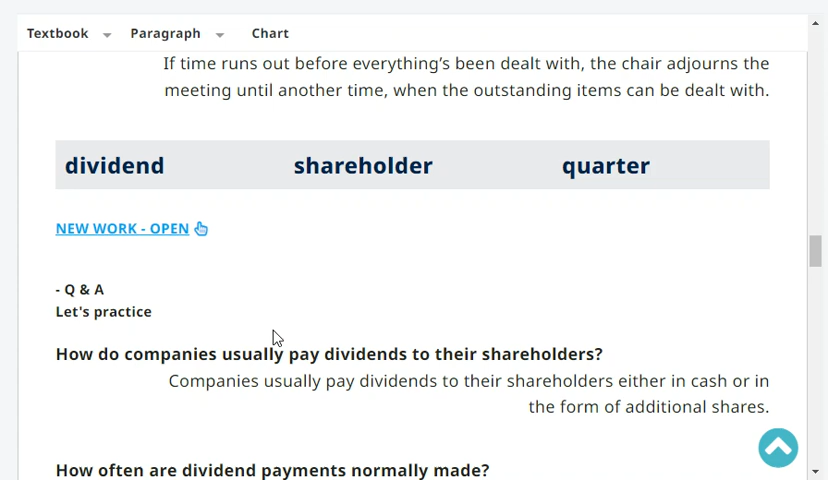 Textbook Paragraph Chart
If time runs out before everything’s been dealt with, the chair adjourns the
meeting until another time, when the outstanding items can be dealt with.
dividend shareholder quarter
NEW WORK - OPEN
- Q & A
Let's practice
How do companies usually pay dividends to their shareholders?
Companies usually pay dividends to their shareholders either in cash or in
the form of additional shares.
How often are dividend payments normally made?